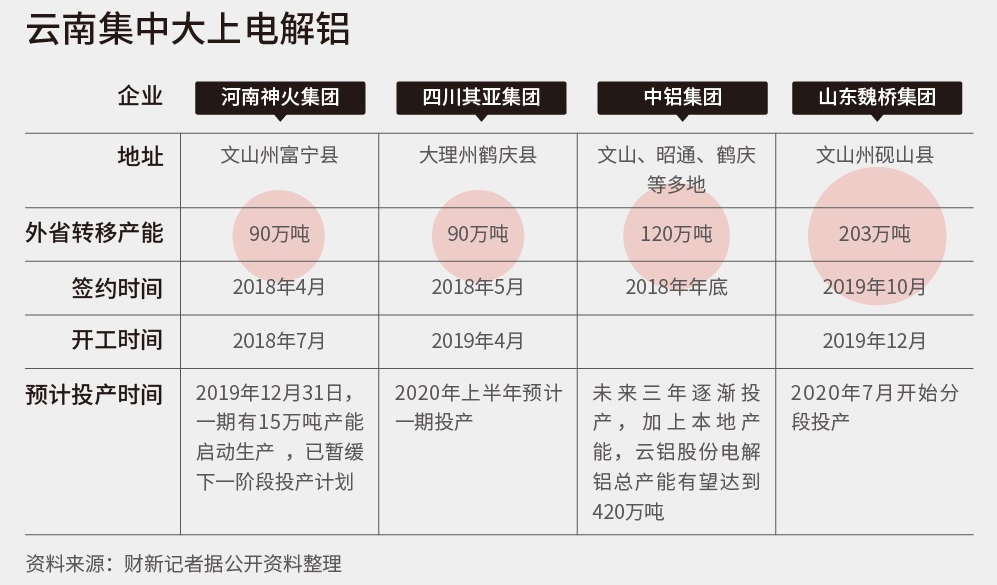 云南集中大上电解铝
企业 河南神火集团 四川其亚集团 中铝集团 山东魏桥集团
地址 文山州富宁县 大理州鹤庆县 文山、昭通、鹤庆 文山州砚山县
等多地
外省转移产能 90万吨 90万吨 120万吨 203万吨
签约时间 2018年4月 2018年5月 2018年年底 2019年10月
开工时间 2018年7月 2019年4月 2019年12月
预计投产时间 2019年12月31日， 2020年上半年预计 未来三年逐渐投 2020年7月开始分
一期有15万吨产能 一期投产 产，加上本地产 段投产
启动生产 ，已暂缓 能，云铝股份电解
下一阶段投产计划 铝总产能有望达到
420万吨
资料来源：财新记者据公开资料整理